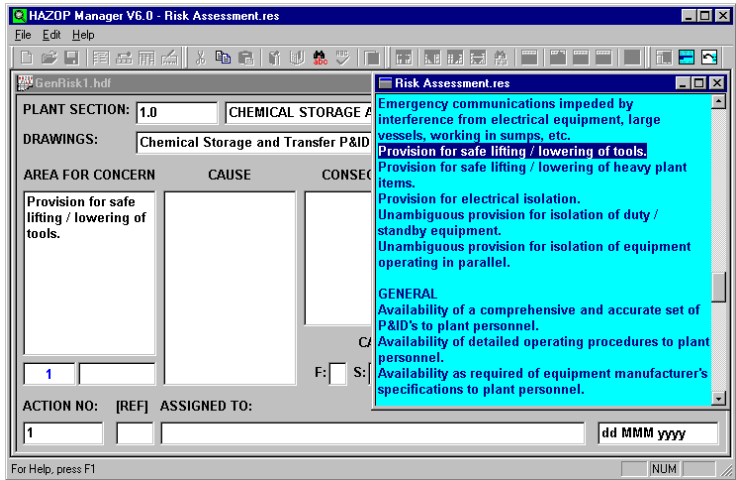 HAZOP Manager V6.0 - Risk Assessment.res
File Edit Help
GenRisk1.hdf
PLANT SECTION: 1.0 CHEMICAL STORAGE A
DRAWINGS: Chemical Storage and Transfer P&ID
AREA FOR CONCERN CAUSE CONSEC
Provision for safe
lifting / lowering of
tools.
CA
1 F: S:
ACTION NO: [REF] ASSIGNED TO:
1 dd MMM yyyy
Risk Assessment.res
Emergency communications impeded by
interference from electrical equipment, large
vessels, working in sumps, etc.
Provision for safe lifting / lowering of tools.
Provision for safe lifting / lowering of heavy plant
items.
Provision for electrical isolation.
Unambiguous provision for isolation of duty /
standby equipment.
Unambiguous provision for isolation of equipment
operating in parallel.
GENERAL
Availability of a comprehensive and accurate set of
P&ID's to plant personnel.
Availability of detailed operating procedures to plant
personnel.
Availability as required of equipment manufacturer's
specifications to plant personnel.
For Help, press F1 NUM